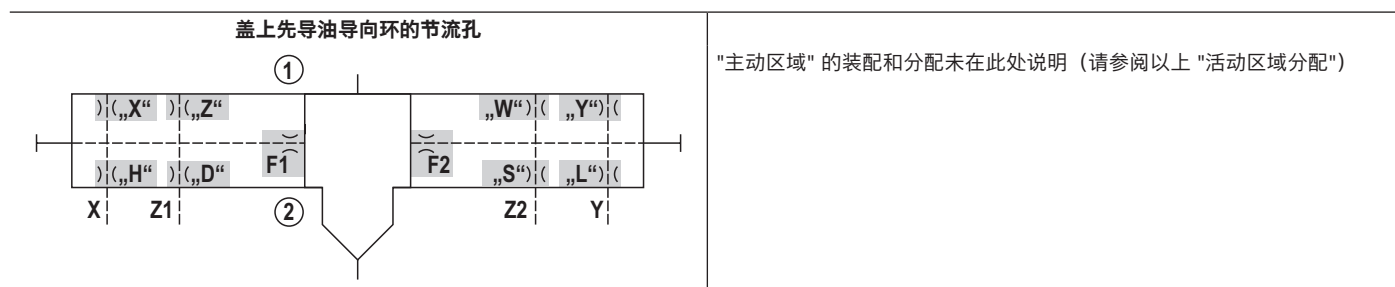 盖上先导油导向环的节流孔
"主动区域" 的装配和分配未在此处说明（请参阅以上 "活动区域分配"）
①
„X“ „Z“ „W“ „Y“
F1 F2
„H“ „D“ „S“ „L“
X Z1 ② Z2 Y